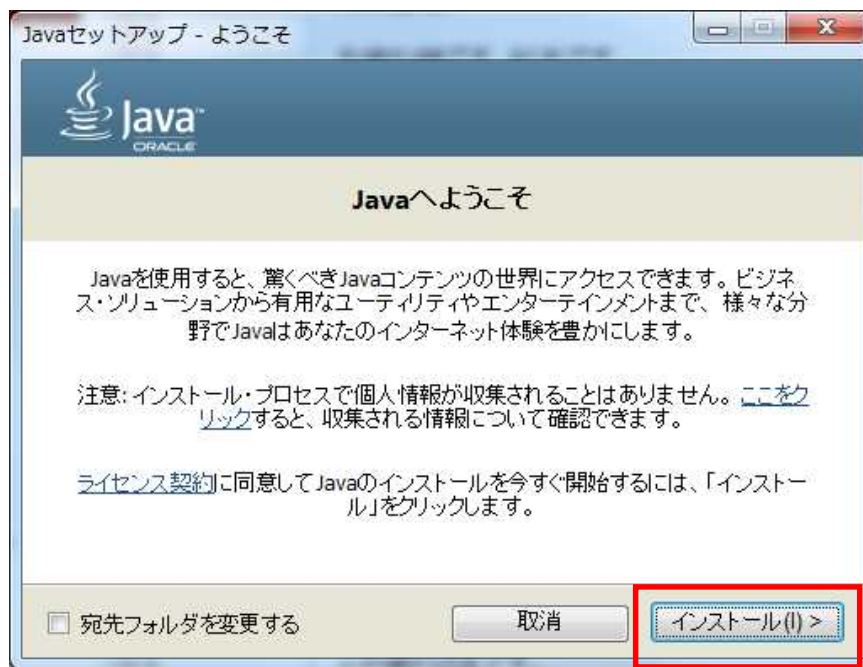 Javaセットアップ - ようこそ
Java™
ORACLE
Javaへようこそ
Javaを使用すると、驚くべきJavaコンテンツの世界にアクセスできます。ビジネ
ス・ソリューションから有用なユーティリティやエンターテインメントまで、様々な分
野でJavaはあなたのインターネット体験を豊かにします。
注意: インストール・プロセスで個人情報が収集されることはありません。ここをク
リックすると、収集される情報について確認できます。
ライセンス契約に同意してJavaのインストールを今すぐ開始するには、「インストー
ル」をクリックします。
宛先フォルダを変更する
取消
インストール(I) >